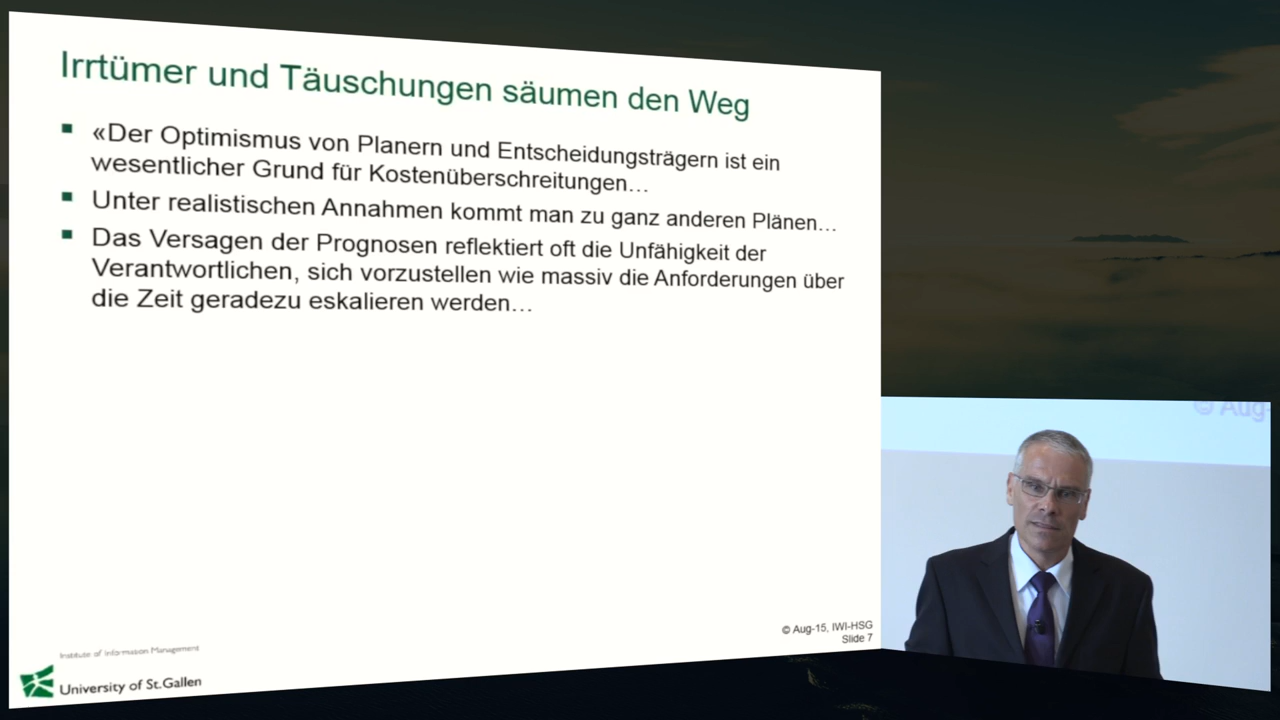 Irrtümer und Täuschungen säumen den Weg
«Der Optimismus von Planern und Entscheidungsträgern ist ein
wesentlicher Grund für Kostenüberschreitungen…
Unter realistischen Annahmen kommt man zu ganz anderen Plänen…
Das Versagen der Prognosen reflektiert oft die Unfähigkeit der
Verantwortlichen, sich vorzustellen wie massiv die Anforderungen über
die Zeit geradezu eskalieren werden…
© Aug-15, IWI-HSG
Slide 7
Institute of Information Management
University of St.Gallen
© Aug-